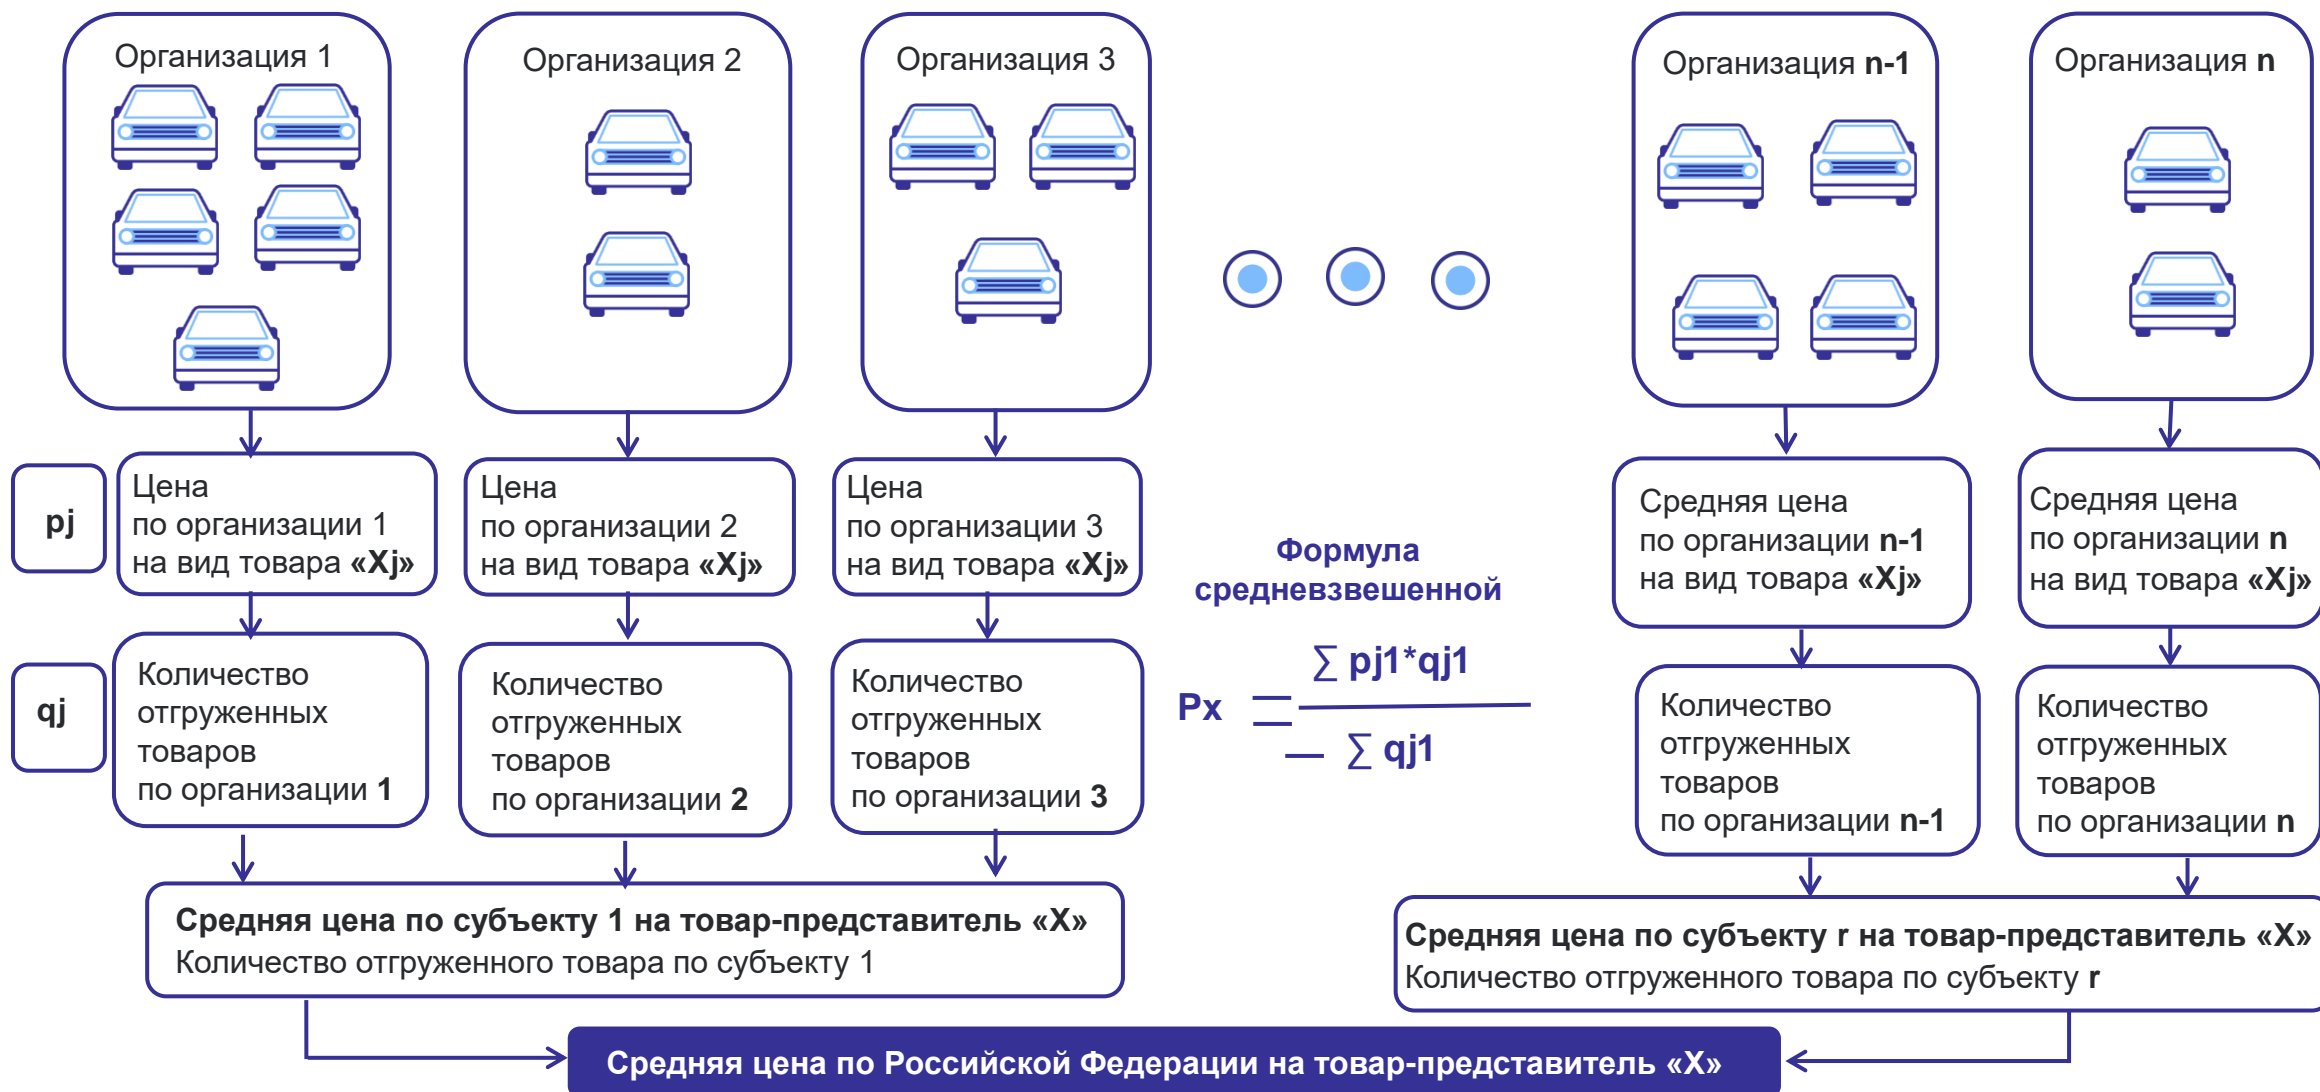 Организация 1
Организация 2
Организация 3
Организация n-1
Организация n
pj
Цена
по организации 1
на вид товара «Xj»
Цена
по организации 2
на вид товара «Xj»
Цена
по организации 3
на вид товара «Xj»
Средняя цена
по организации n-1
на вид товара «Xj»
Средняя цена
по организации n
на вид товара «Xj»
Формула
средневзвешенной
Px = ∑ pj1*qj1
— ∑ qj1
qj
Количество
отгруженных
товаров
по организации 1
Количество
отгруженных
товаров
по организации 2
Количество
отгруженных
товаров
по организации 3
Количество
отгруженных
товаров
по организации n-1
Количество
отгруженных
товаров
по организации n
Средняя цена по субъекту 1 на товар-представитель «X»
Количество отгруженного товара по субъекту 1
Средняя цена по субъекту r на товар-представитель «X»
Количество отгруженного товара по субъекту r
Средняя цена по Российской Федерации на товар-представитель «X»